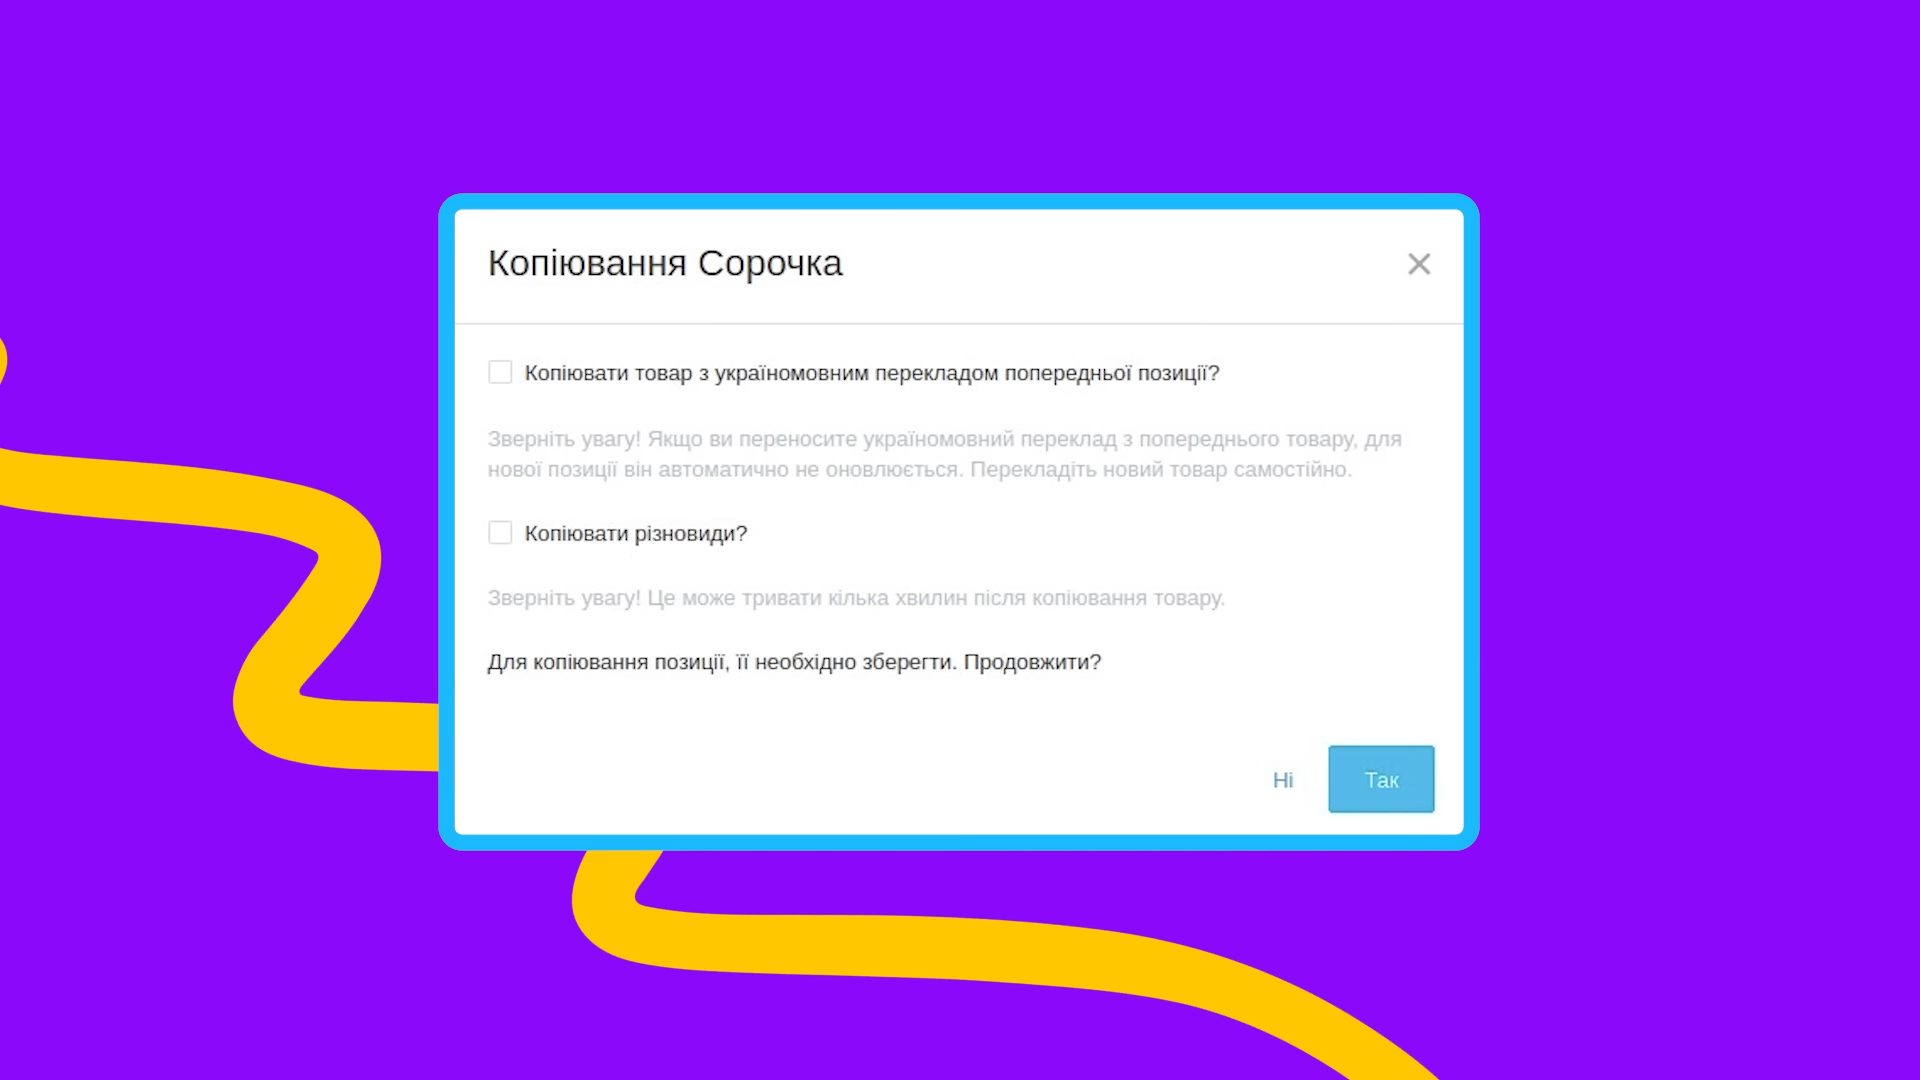 Копіювання Сорочка
Копіювати товар з україномовним перекладом попередньої позиції?
Зверніть увагу! Якщо ви переносите україномовний переклад з попереднього товару, для
нової позиції він автоматично не оновлюється. Перекладіть новий товар самостійно.
Копіювати різновиди?
Зверніть увагу! Це може тривати кілька хвилин після копіювання товару.
Для копіювання позиції, її необхідно зберегти. Продовжити?
Ні
Так